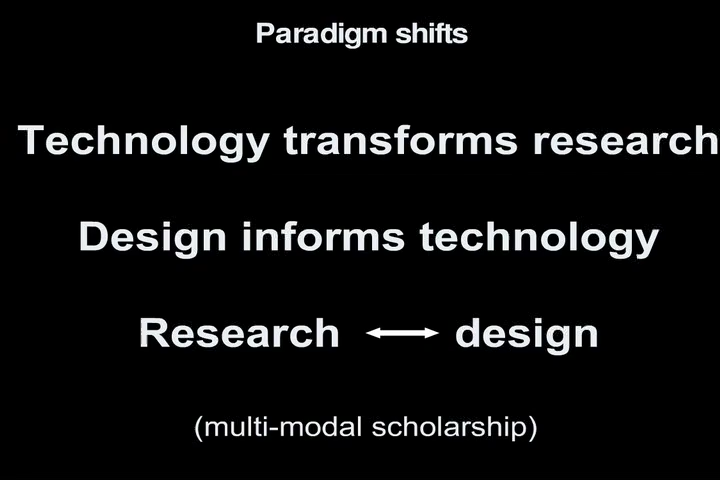 Paradigm shifts
Technology transforms research
Design informs technology
Research ↔ design
(multi-modal scholarship)